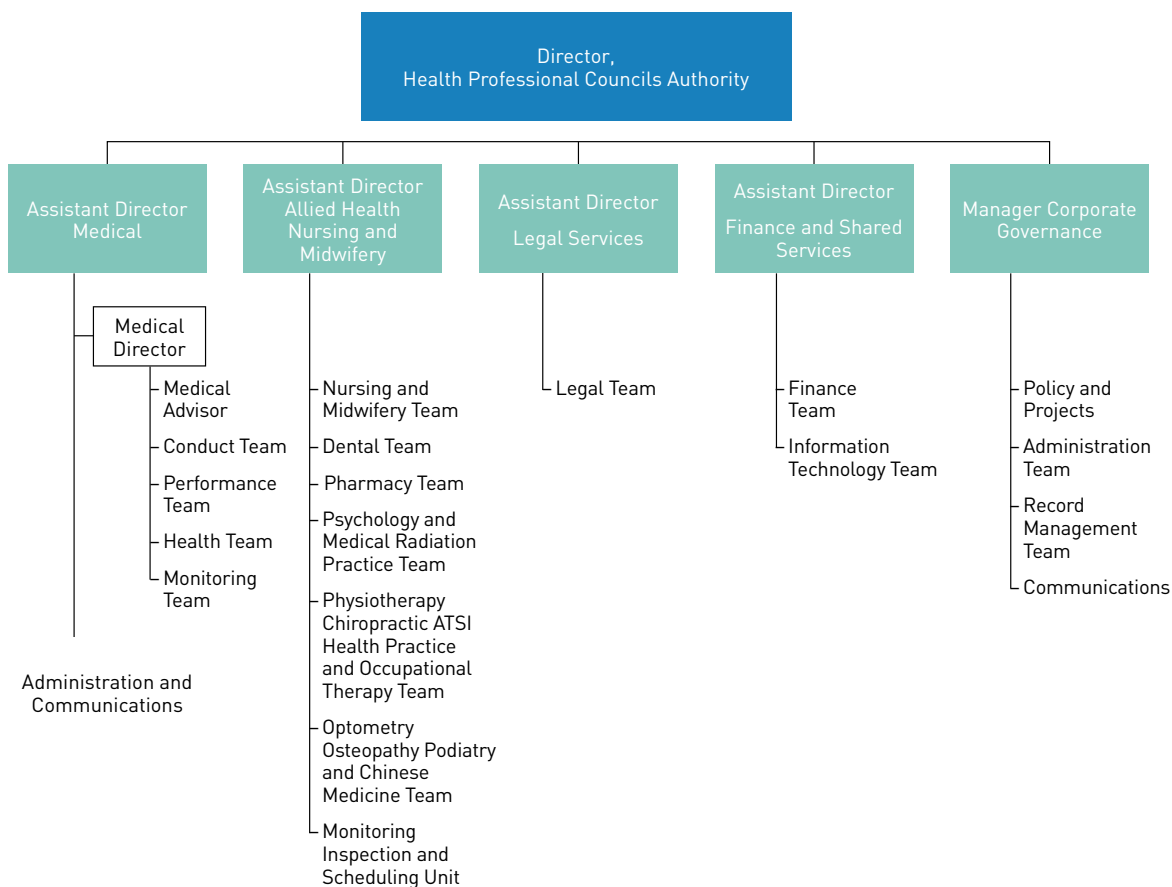 Director,
Health Professional Councils Authority
Assistant Director
Medical
Assistant Director
Allied Health
Nursing and
Midwifery
Assistant Director
Legal Services
Assistant Director
Finance and Shared
Services
Manager Corporate
Governance
Medical
Director
Medical
Advisor
Conduct Team
Performance
Team
Health Team
Monitoring
Team
Administration and
Communications
Nursing and
Midwifery Team
Dental Team
Pharmacy Team
Psychology and
Medical Radiation
Practice Team
Physiotherapy
Chiropractic ATSI
Health Practice
and Occupational
Therapy Team
Optometry
Osteopathy Podiatry
and Chinese
Medicine Team
Monitoring
Inspection and
Scheduling Unit
Legal Team
Finance
Team
Information
Technology Team
Policy and
Projects
Administration
Team
Record
Management
Team
Communications